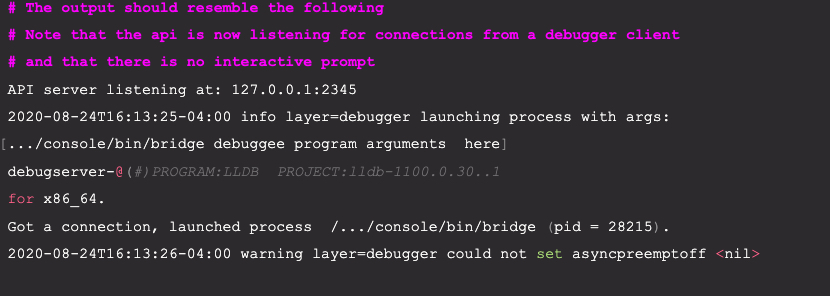 # The output should resemble the following
# Note that the api is now listening for connections from a debugger client
# and that there is no interactive prompt
API server listening at: 127.0.0.1:2345
2020-08-24T16:13:25-04:00 info layer=debugger launching process with args:
[.../console/bin/bridge debuggee program arguments  here]
debugserver-@(#)PROGRAM:LLDB  PROJECT:lldb-1100.0.30..1
for x86_64.
Got a connection, launched process  /.../console/bin/bridge (pid = 28215).
2020-08-24T16:13:26-04:00 warning layer=debugger could not set asyncpreemptoff <nil>